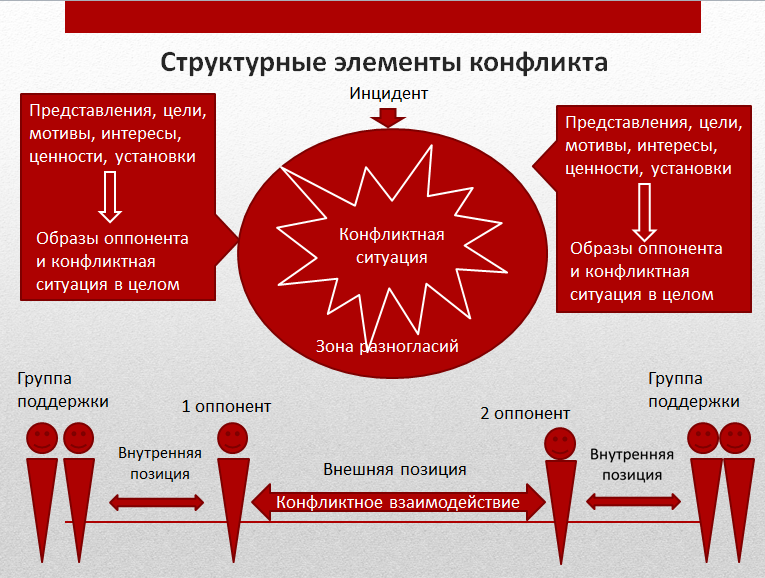 Структурные элементы конфликта
Инцидент
Представления, цели,
мотивы, интересы,
ценности, установки
Образы оппонента
и конфликтная
ситуация в целом
Конфликтная
ситуация
Зона разногласий
Представления, цели,
мотивы, интересы,
ценности, установки
Образы оппонента
и конфликтная
ситуация в целом
Группа
поддержки
1 оппонент
2 оппонент
Группа
поддержки
Внутренняя
позиция
Внешняя позиция
Конфликтное взаимодействие
Внутренняя
позиция